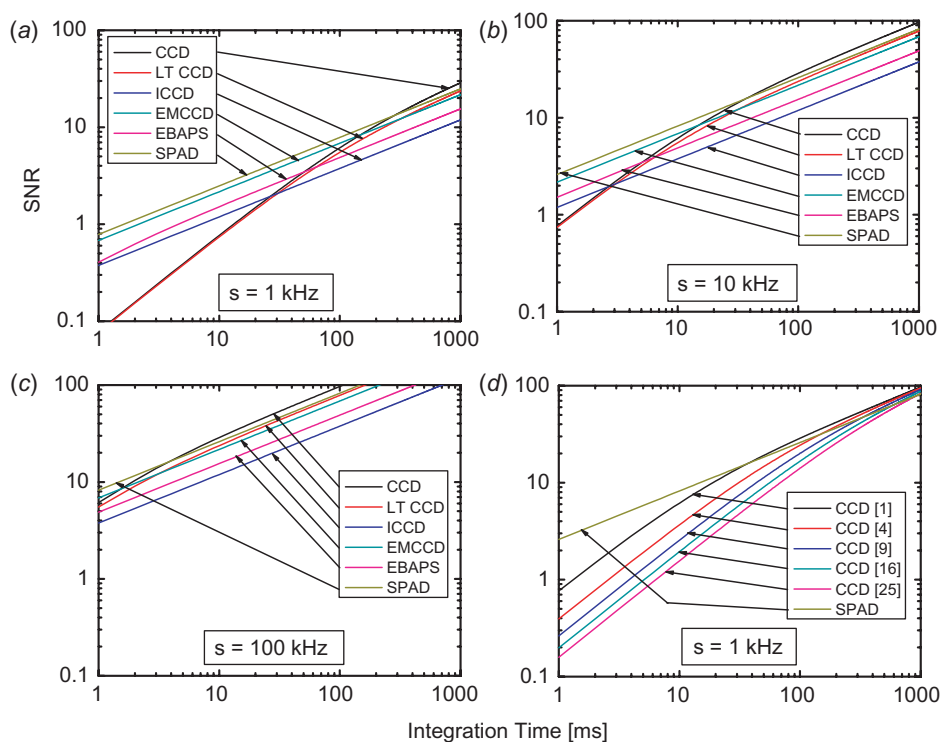 (a)
100
10
1
0.1
SNR
CCD
LT CCD
ICCD
EMCCD
EBAPS
SPAD
s = 1 kHz
1
10
100
1000
(b)
100
10
1
0.1
CCD
LT CCD
ICCD
EMCCD
EBAPS
SPAD
s = 10 kHz
1
10
100
1000
(c)
100
10
1
0.1
CCD
LT CCD
ICCD
EMCCD
EBAPS
SPAD
s = 100 kHz
1
10
100
1000
(d)
100
10
1
0.1
CCD [1]
CCD [4]
CCD [9]
CCD [16]
CCD [25]
SPAD
s = 1 kHz
1
10
100
1000
Integration Time [ms]